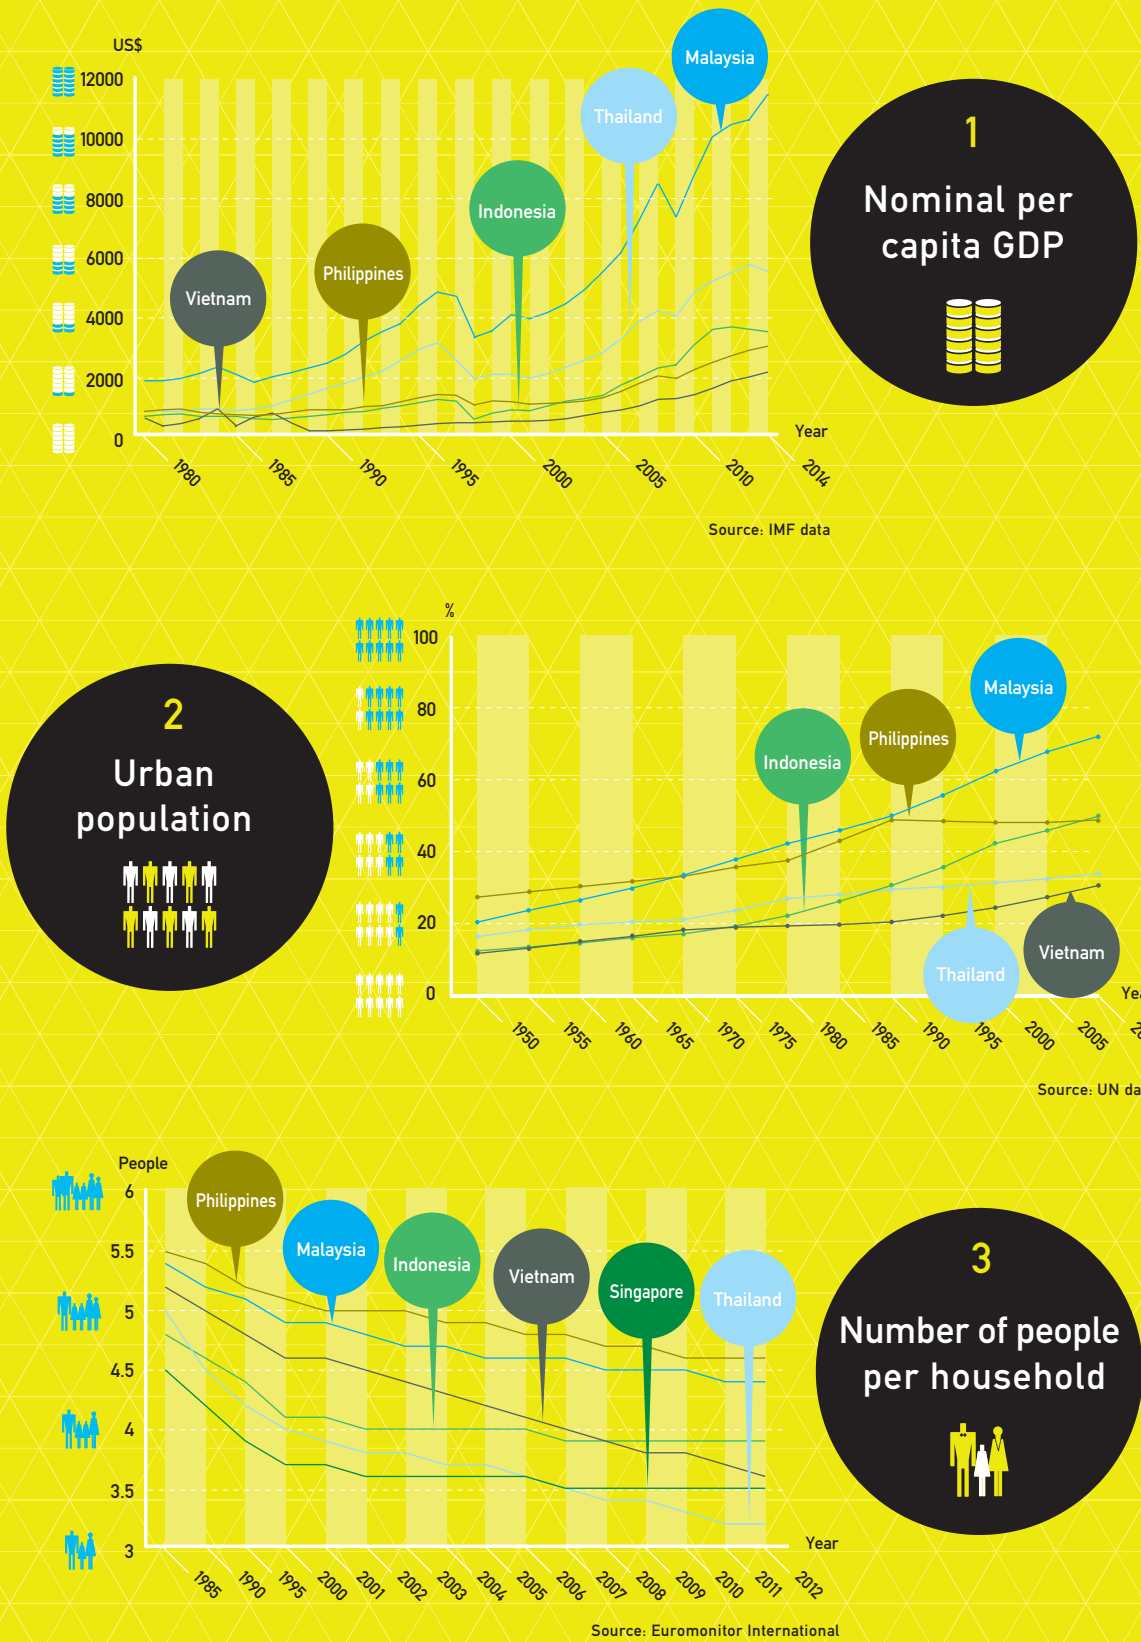 US$
12000
10000
8000
6000
4000
2000
0
Malaysia
Thailand
Indonesia
Philippines
Vietnam
Year
1980
1985
1990
1995
2000
2005
2010
2014
Source: IMF data
1
Nominal per
capita GDP
2
Urban
population
%
100
80
60
40
20
0
Malaysia
Philippines
Indonesia
Thailand
Vietnam
1950
1955
1960
1965
1970
1975
1980
1985
1990
1995
2000
2005
Source: UN
People
6
5.5
5
4.5
4
3.5
3
Philippines
Malaysia
Indonesia
Vietnam
Singapore
Thailand
Year
1985
1990
1995
2000
2001
2002
2003
2004
2005
2006
2007
2008
2009
2010
2011
2012
Source: Euromonitor International
3
Number of people
per household